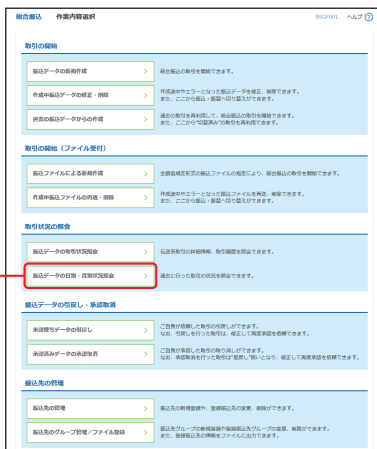 総合振込　作業内容選択
BSGF001　ヘルプ ?
取引の開始
振込データの新規作成 >
総合振込の取引を開始できます。
作成中振込データの修正・削除 >
作成途中やエラーとなった振込データを修正、削除できます。
また、ここから振込・振替へ切り替えができます。
過去の振込データからの作成 >
過去の取引を再利用して、総合振込の取引を開始できます。
また、ここから"切替済み"の取引も再利用できます。
取引の開始（ファイル受付）
振込ファイルによる新規作成 >
全銀協規定形式の振込ファイルの指定により、総合振込の取引を開始できます。
作成中振込ファイルの再送・削除 >
作成途中やエラーとなった振込ファイルを再送、削除できます。
また、ここから振込・振替へ切り替えができます。
取引状況の照会
振込データの取引状況照会 >
伝送系取引の詳細情報、取引履歴を照会できます。
振込データの日別・月別状況照会 >
過去に行った取引の状況を照会できます。
振込データの引戻し・承認取消
承認待ちデータの引戻し >
ご自身が依頼した取引の引戻しができます。
なお、引戻しを行った取引は、修正して再度承認を依頼できます。
承認済みデータの承認取消 >
ご自身が承認した取引の取り消しができます。
なお、承認取消を行った取引は"差戻し"扱いとなり、修正して再度承認を依頼できます。
振込先の管理
振込先の管理 >
振込先の新規登録や、登録振込先の変更、削除ができます。
振込先のグループ管理／ファイル登録 >
振込先グループの新規登録や登録振込先グループの変更、削除ができます。
また、登録振込先の情報をファイルに出力できます。